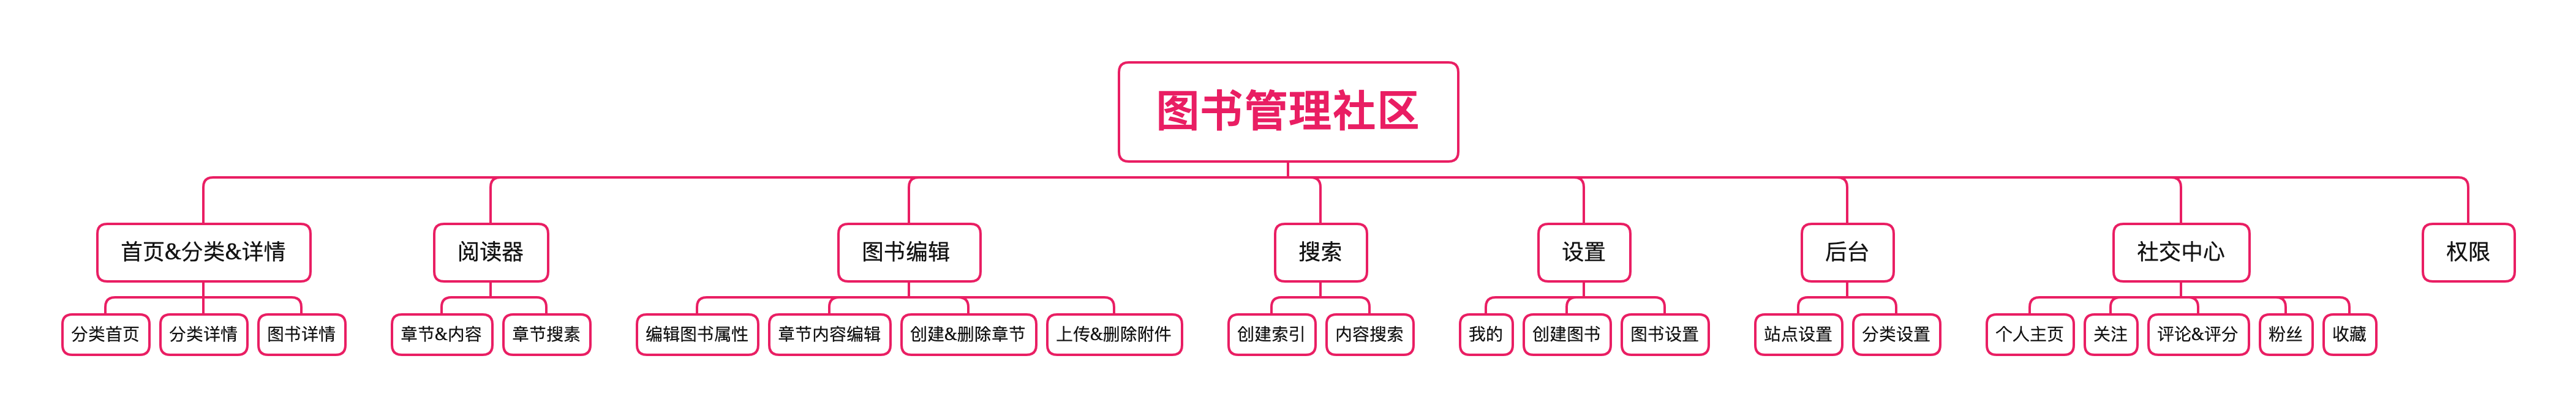 图书管理社区
首页&分类&详情
阅读器
图书编辑
搜索
设置
后台
社交中心
权限
分类首页
分类详情
图书详情
章节&内容
章节搜素
编辑图书属性
章节内容编辑
创建&删除章节
上传&删除附件
创建索引
内容搜索
我的
创建图书
图书设置
站点设置
分类设置
个人主页
关注
评论&评分
粉丝
收藏